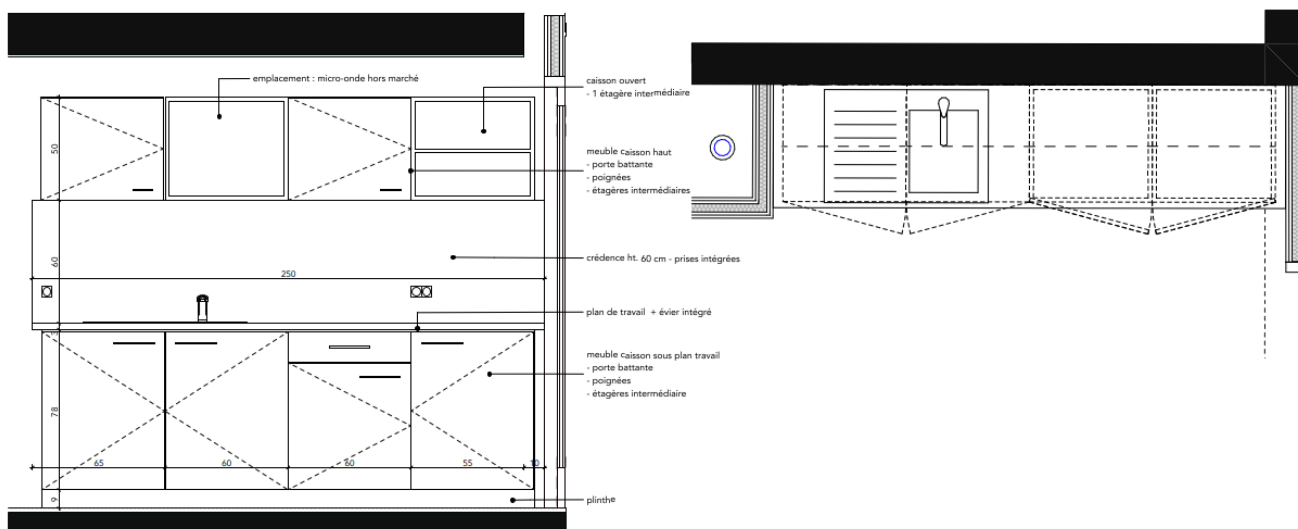 emplacement : micro-onde hors marché
caisson ouvert
- 1 étagère intermédiaire
50
meuble caisson haut
- porte battante
- poignées
- étagères intermédiaires
60
crédence ht. 60 cm - prises intégrées
250
plan de travail + évier intégré
3
meuble caisson sous plan travail
- porte battante
- poignées
- étagères intermédiaire
78
65
60
60
55
10
9
plinthe